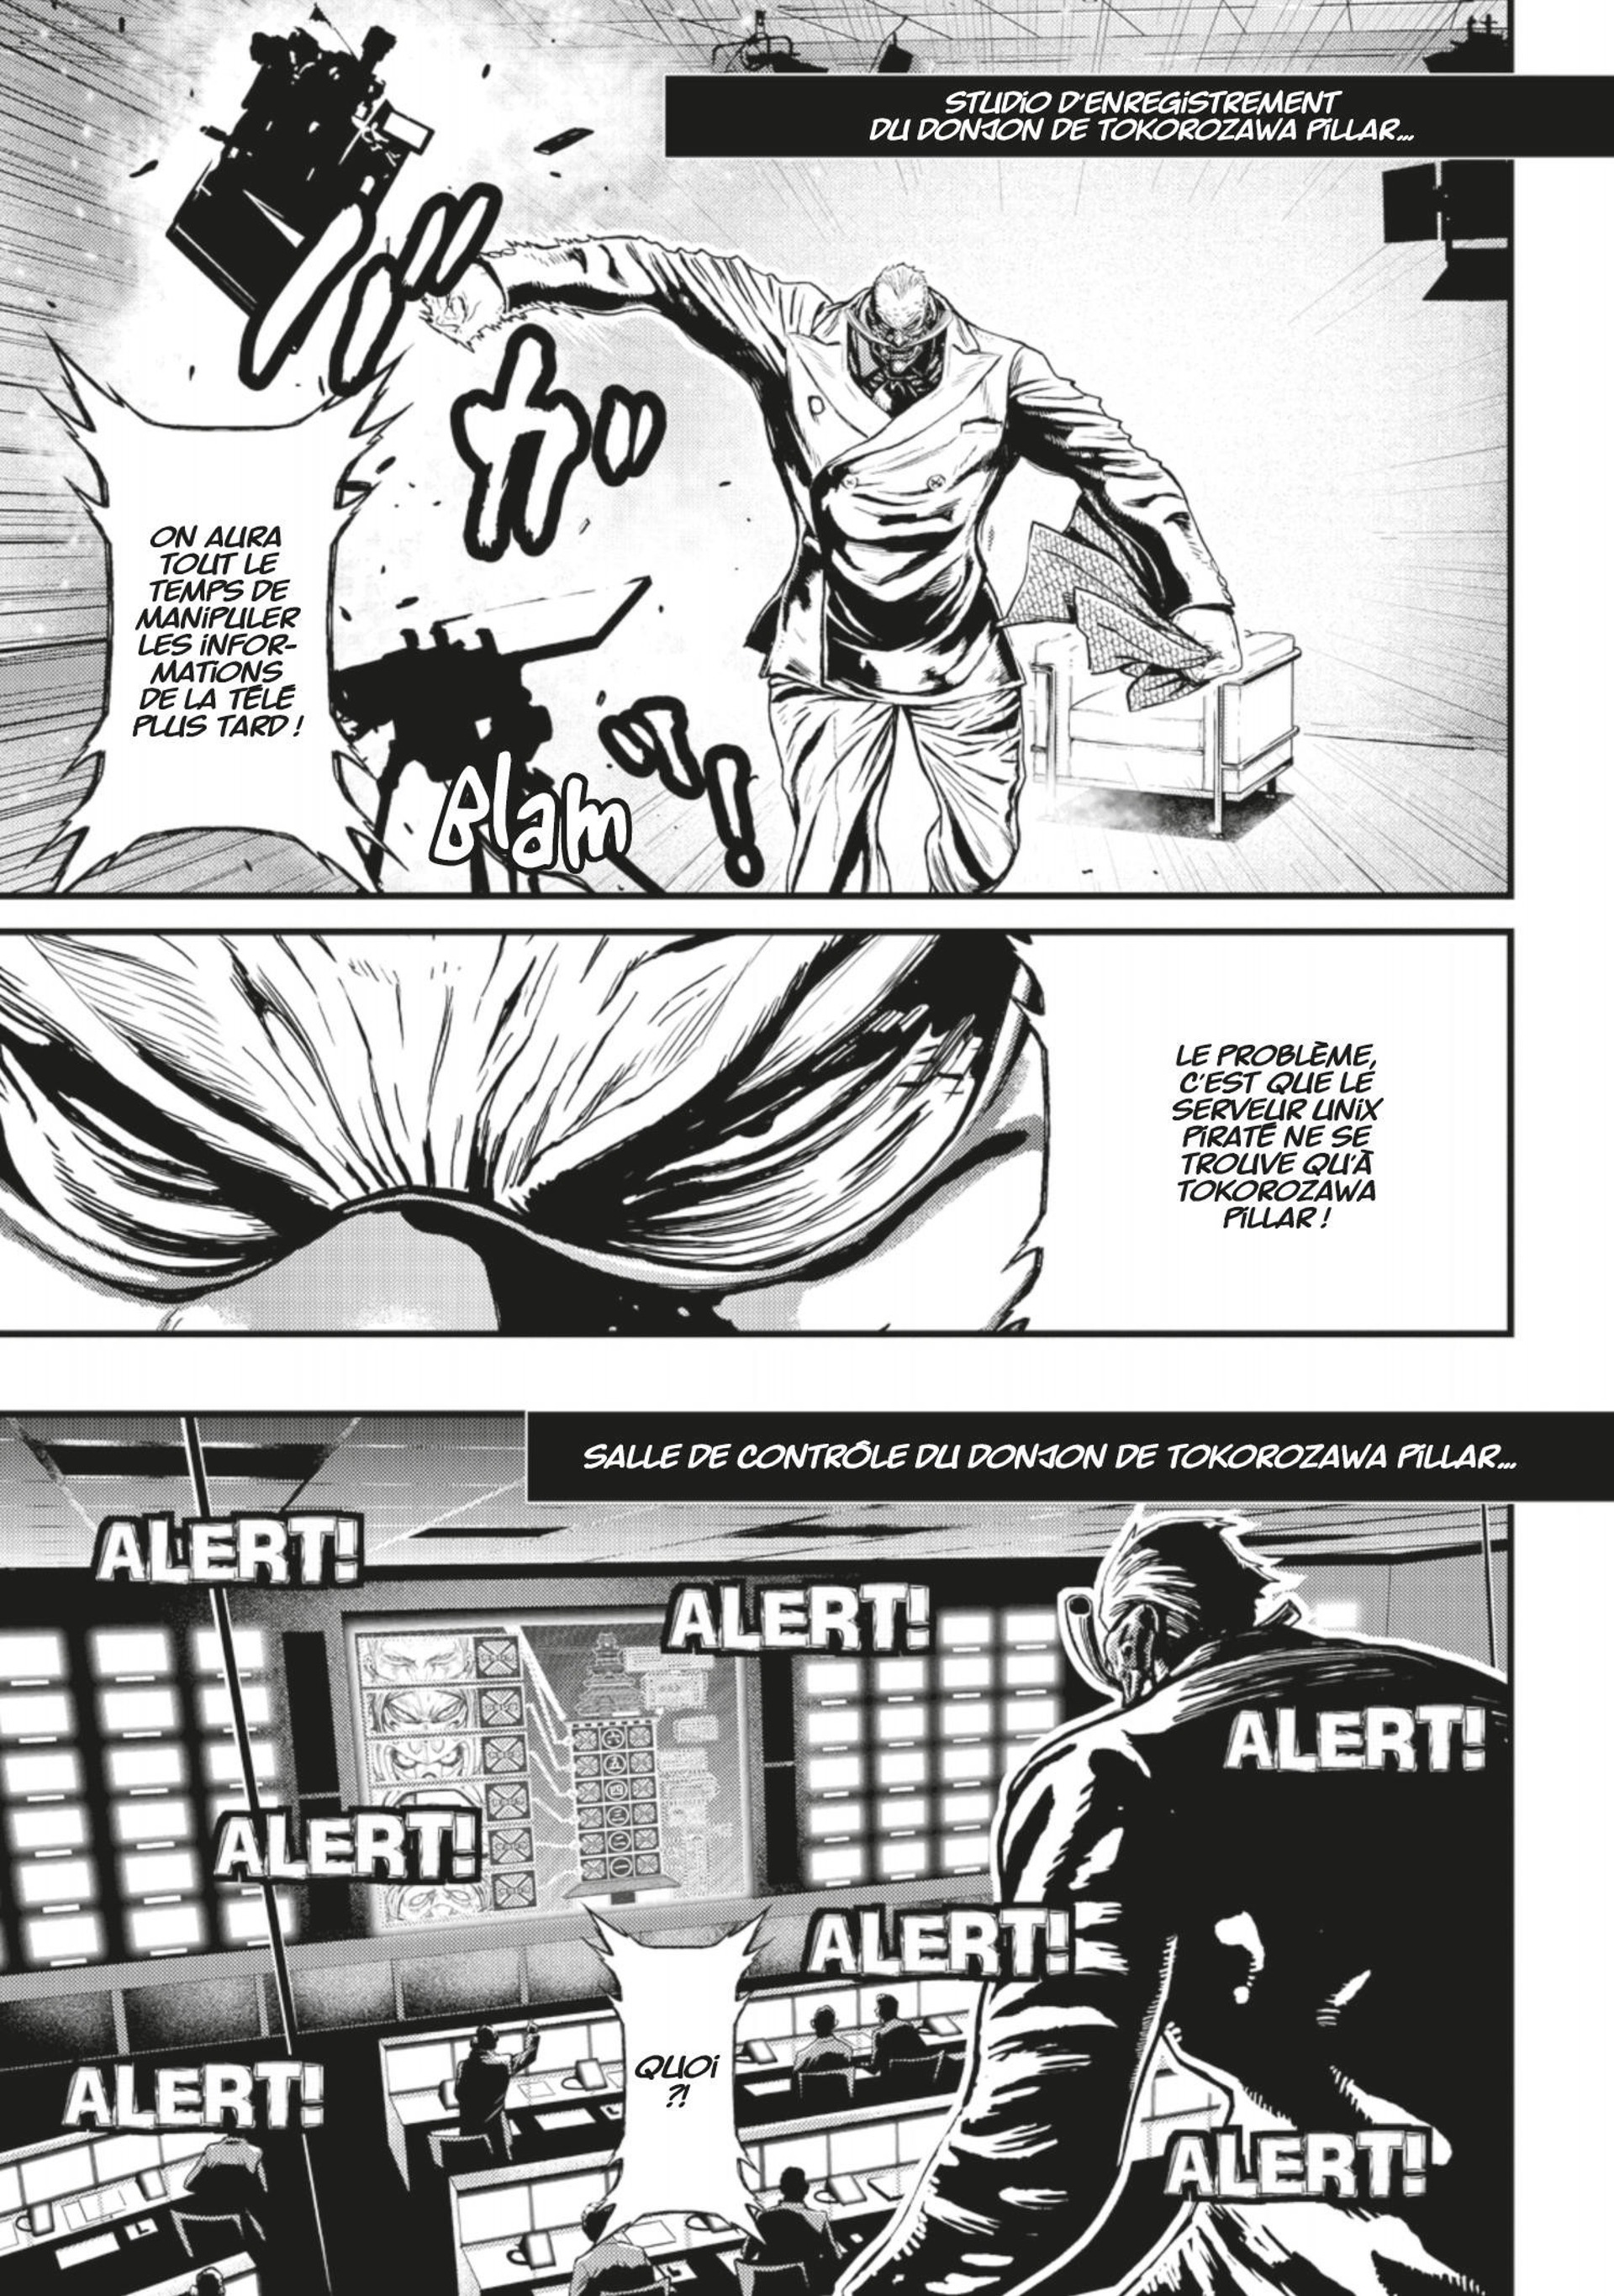 STUDIO D'ENREGISTREMENT
DU DONJON DE TOKOROZAWA PILLAR...
ON AURA
TOUT LE
TEMPS DE
MANIPULER
LES INFOR-
MATIONS
DE LA TÉLÉ
PLUS TARD !
Blam
LE PROBLÈME,
C'EST QUE LE
SERVEUR UNIX
PIRATÉ NE SE
TROUVE QU'À
TOKOROZAWA
PILLAR !
SALLE DE CONTRÔLE DU DONJON DE TOKOROZAWA PILLAR...
ALERT!
ALERT!
ALERT!
ALERT!
ALERT!
QUOI
?!
ALERT!
ALERT!